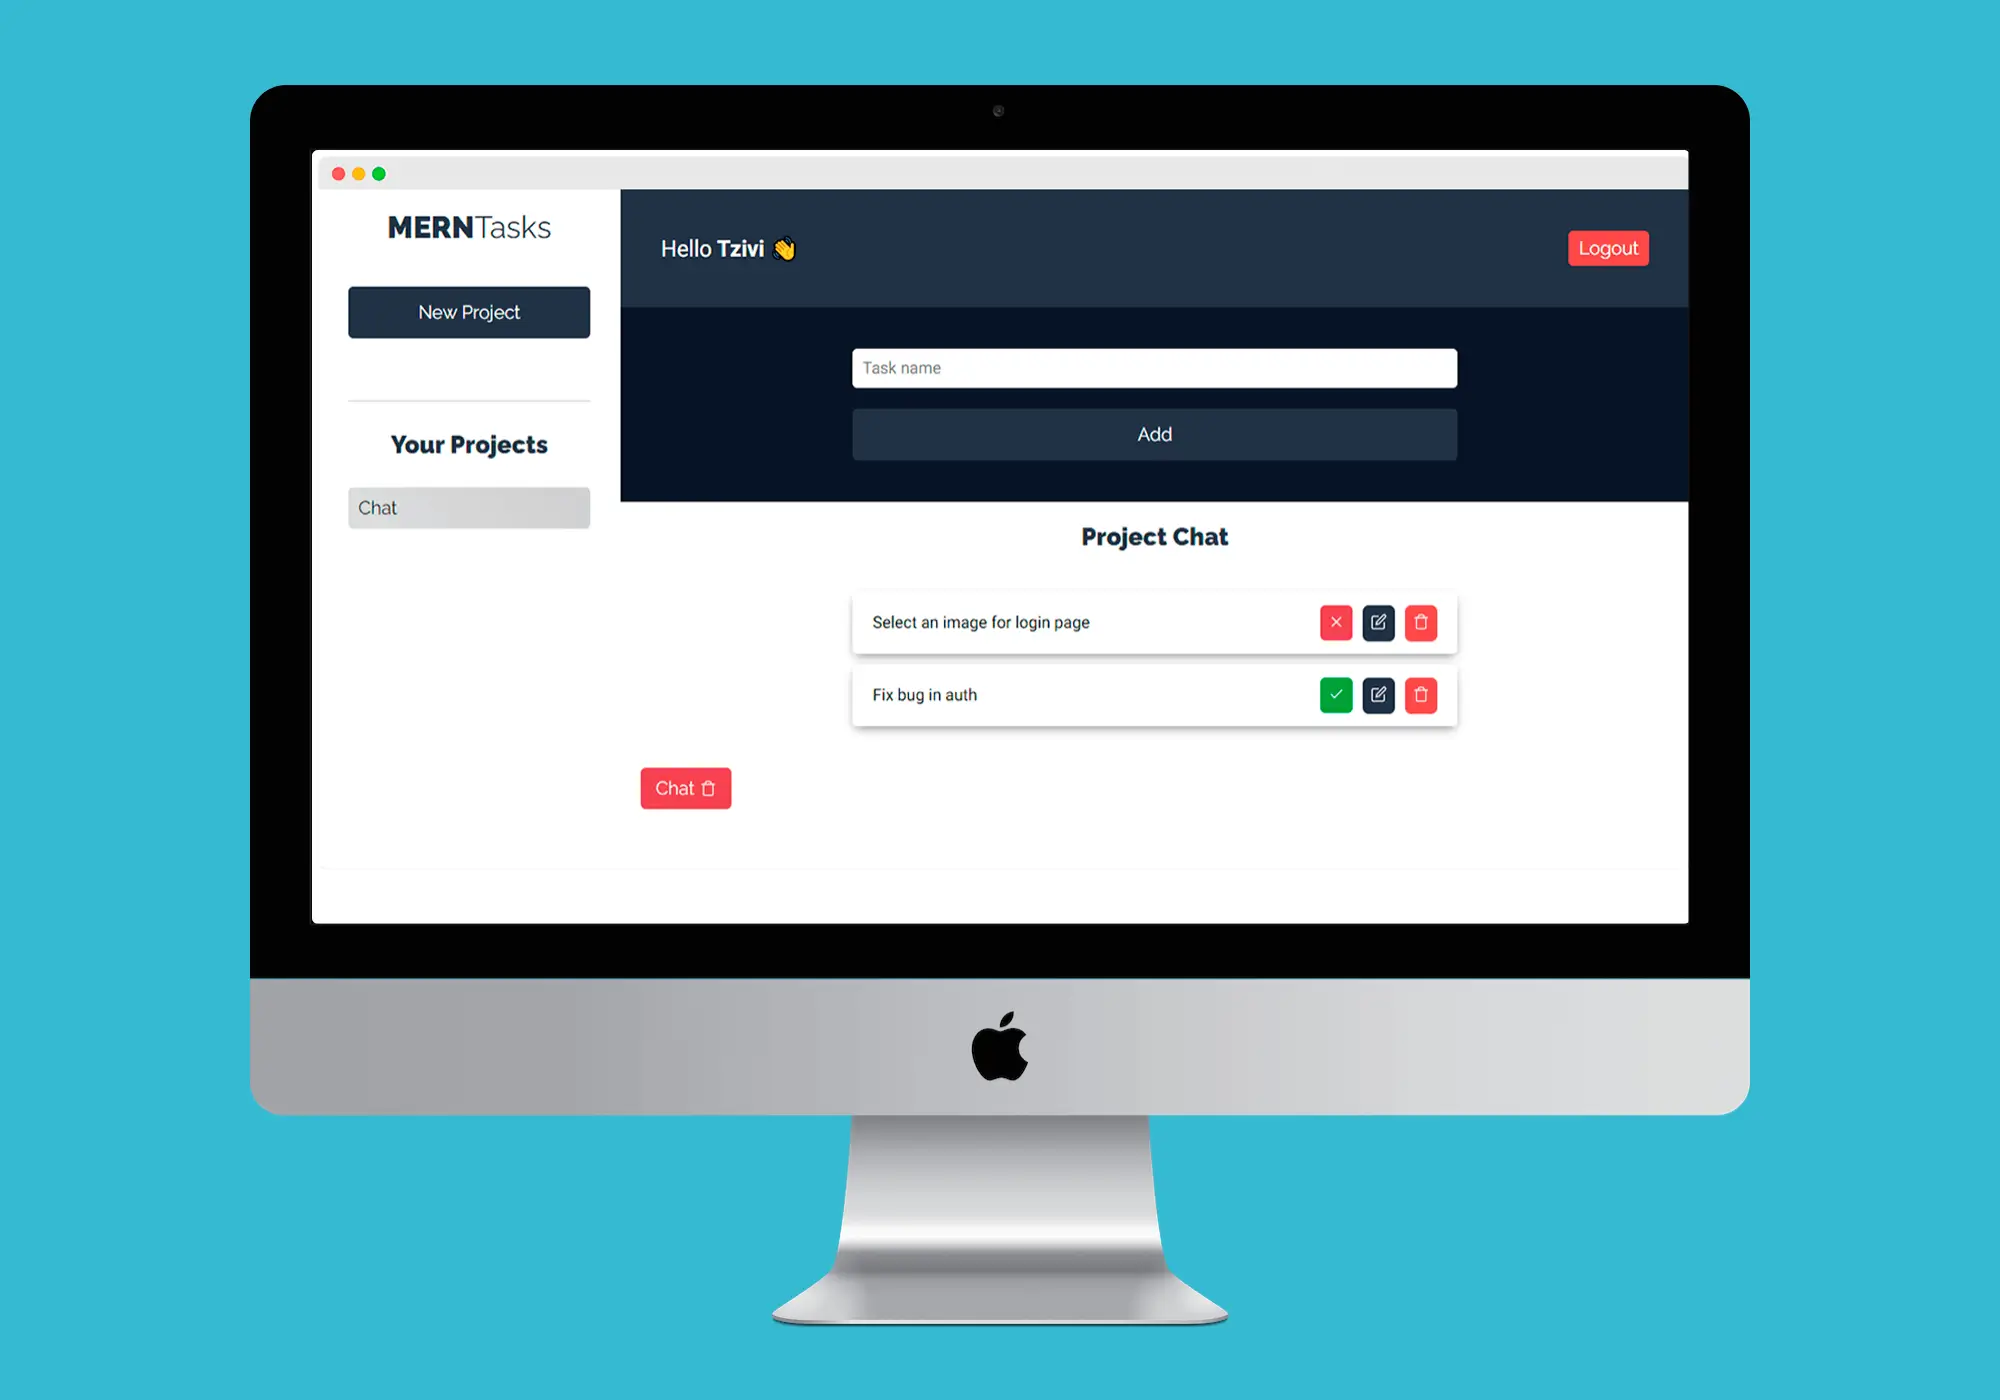 MERNTasks
New Project
Your Projects
Chat
Hello Tzivi 👋
Logout
Task name
Add
Project Chat
Select an image for login page
Fix bug in auth
Chat